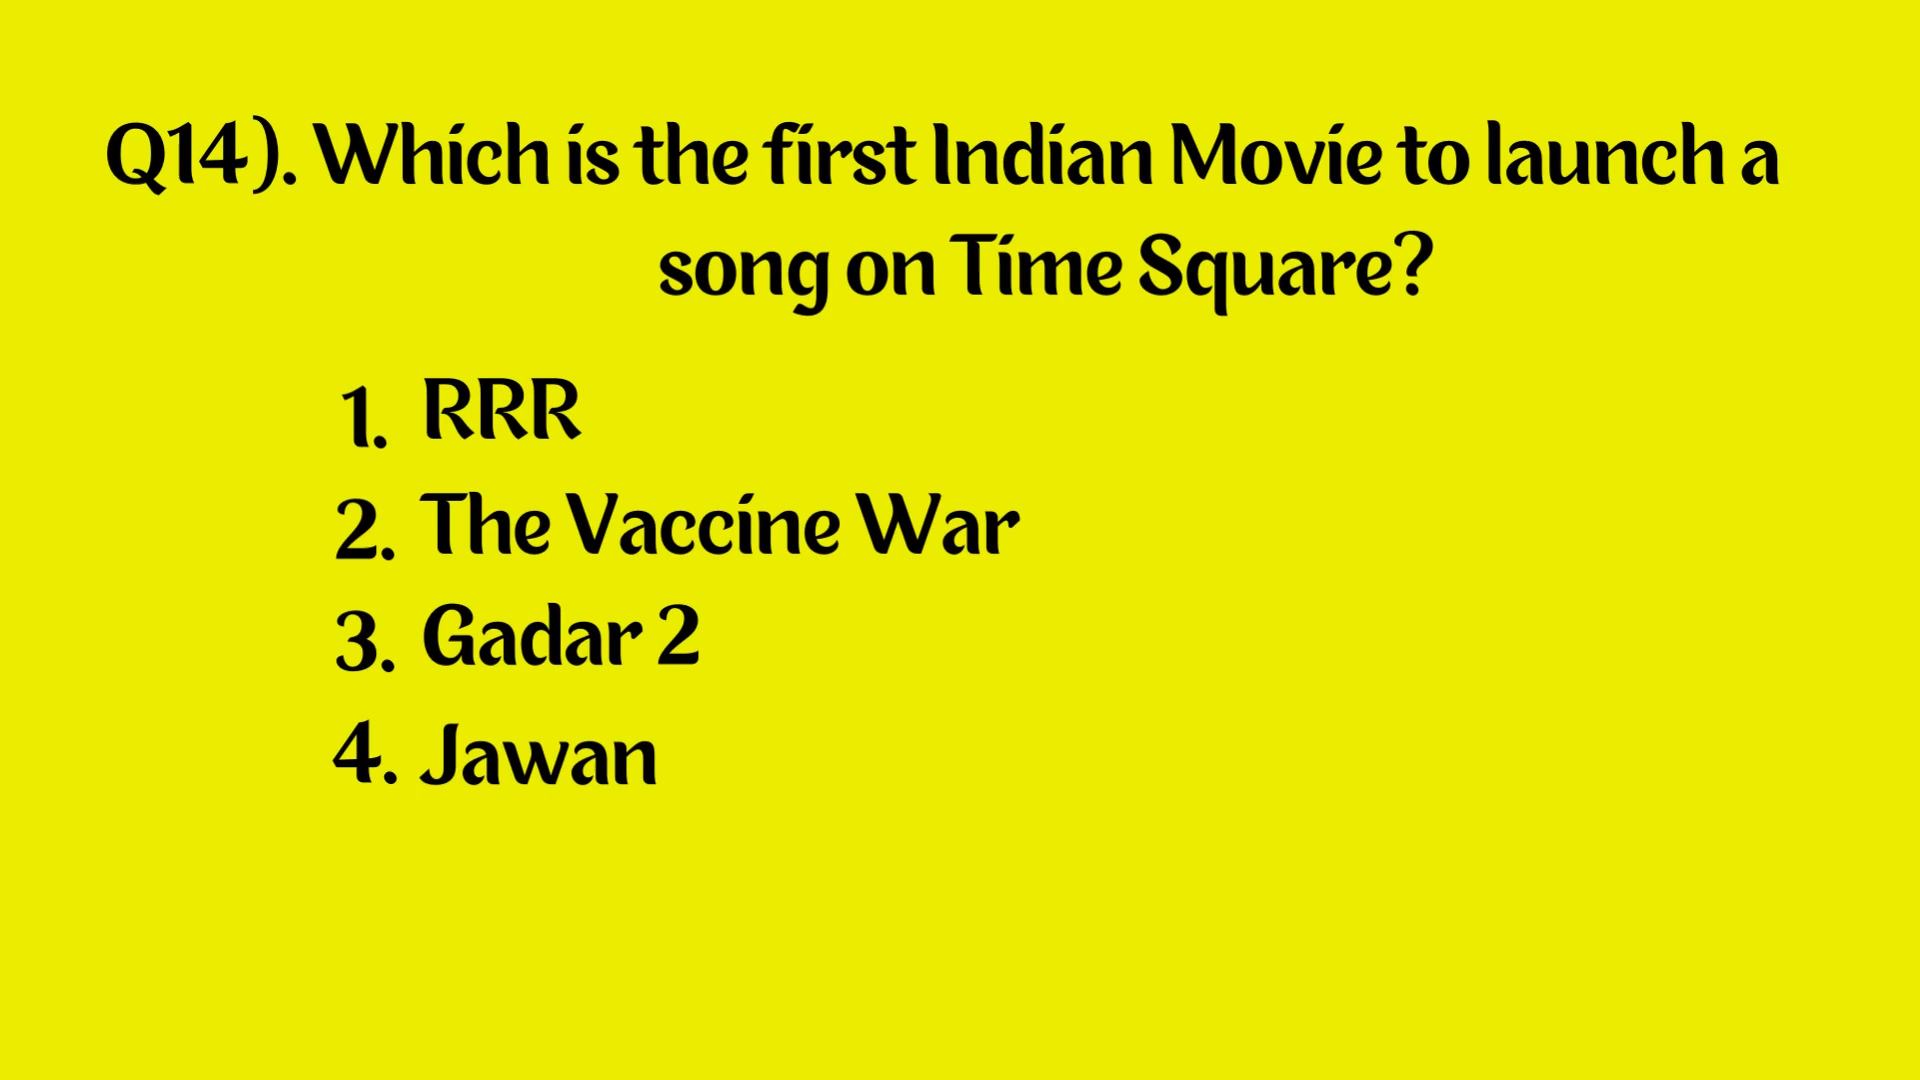 Q14). Which is the first Indian Movie to launch a
song on Time Square?
1. RRR
2. The Vaccine War
3. Gadar 2
4. Jawan